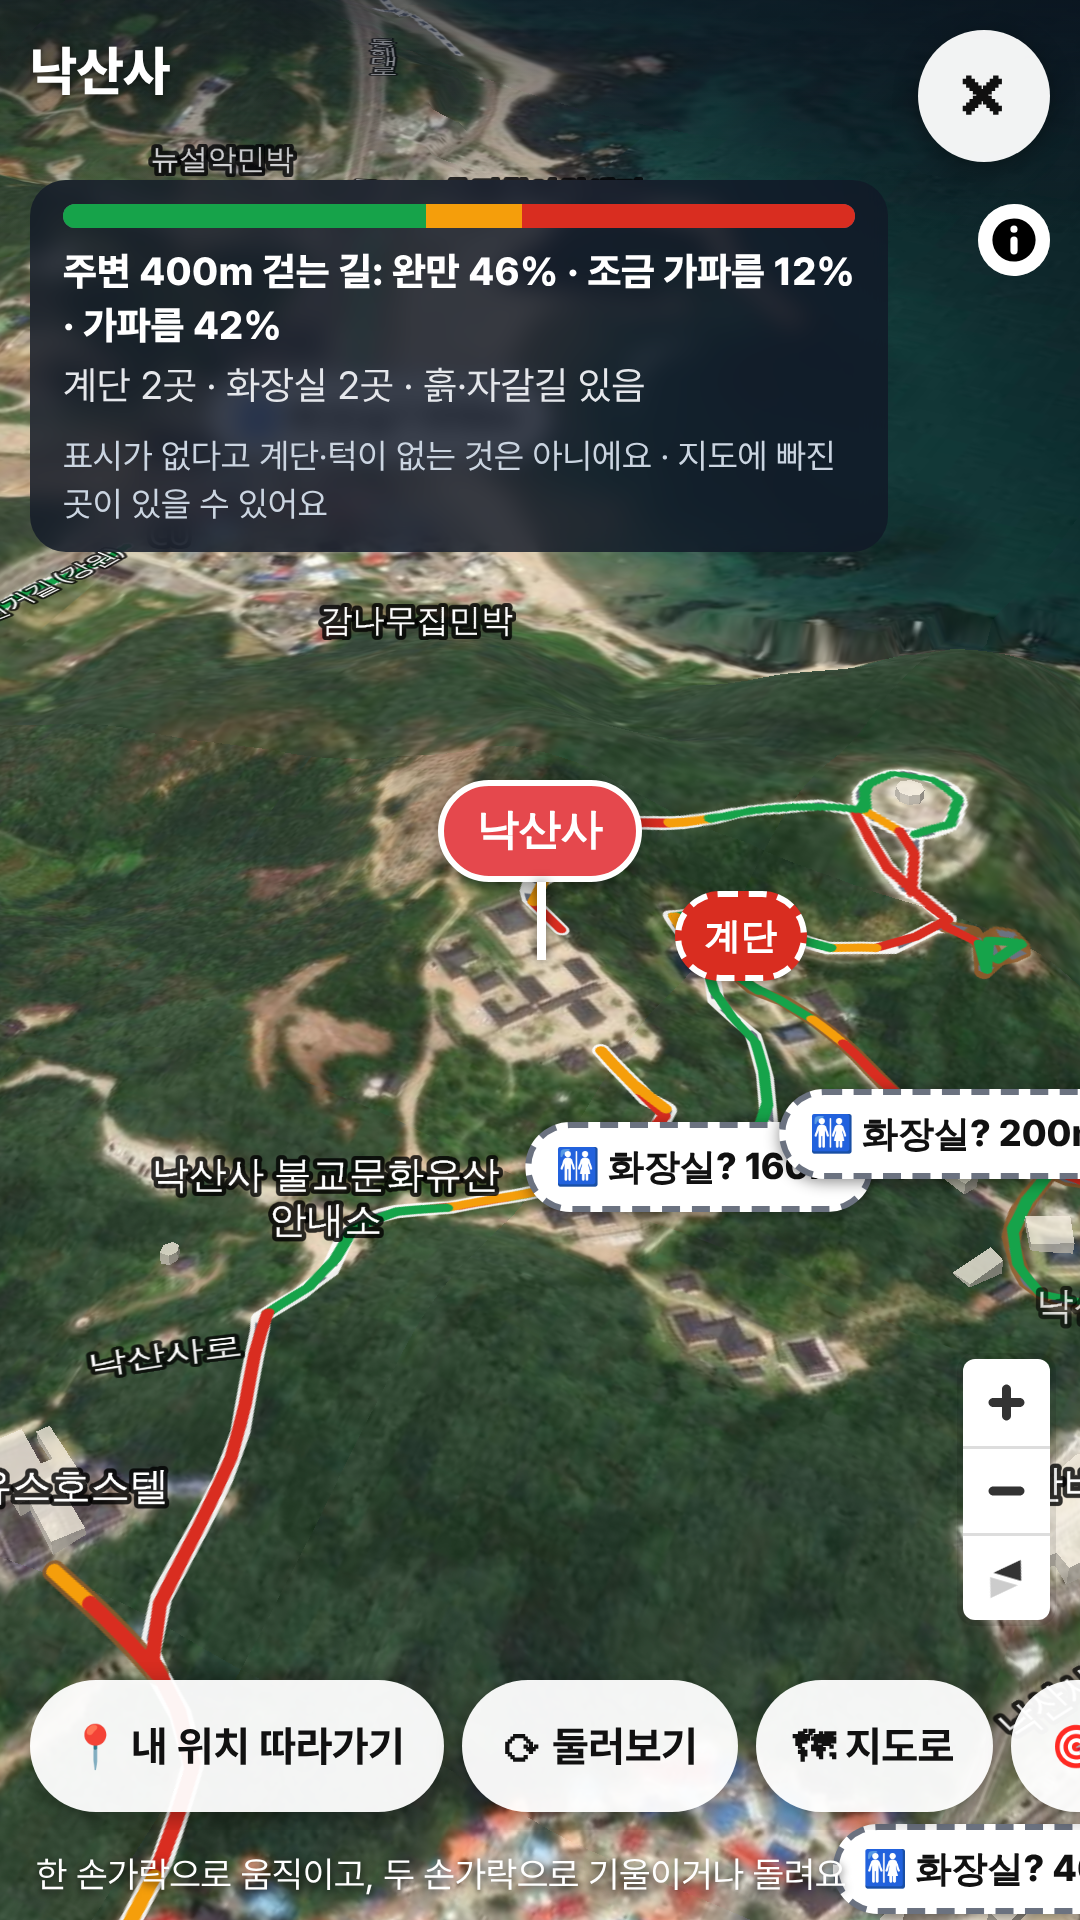 낙산사
뉴설악민박
주변 400m 걷는 길: 완만 46% · 조금 가파름 12%
· 가파름 42%
계단 2곳 · 화장실 2곳 · 흙·자갈길 있음
표시가 없다고 계단·턱이 없는 것은 아니에요 · 지도에 빠진
곳이 있을 수 있어요
감나무집민박
낙산사
계단
화장실? 200m
화장실? 160
낙산사 불교문화유산
안내소
낙산사로
유스호스텔
내 위치 따라가기
둘러보기
지도로
한 손가락으로 움직이고, 두 손가락으로 기울이거나 돌려요
화장실? 4